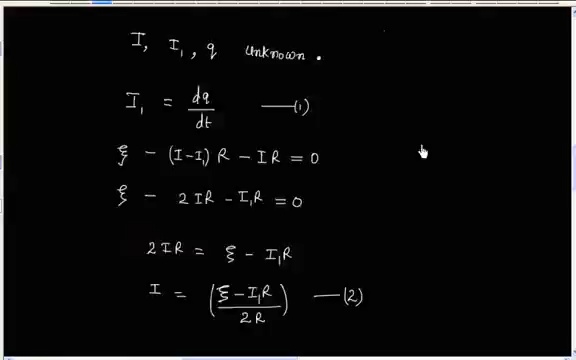 I, I₁, q unknown.
I₁ = dq/dt —(1)
ξ - (I-I₁)R - IR = 0
ξ - 2IR - I₁R = 0
2IR = ξ - I₁R
I = (ξ - I₁R / 2R) —(2)